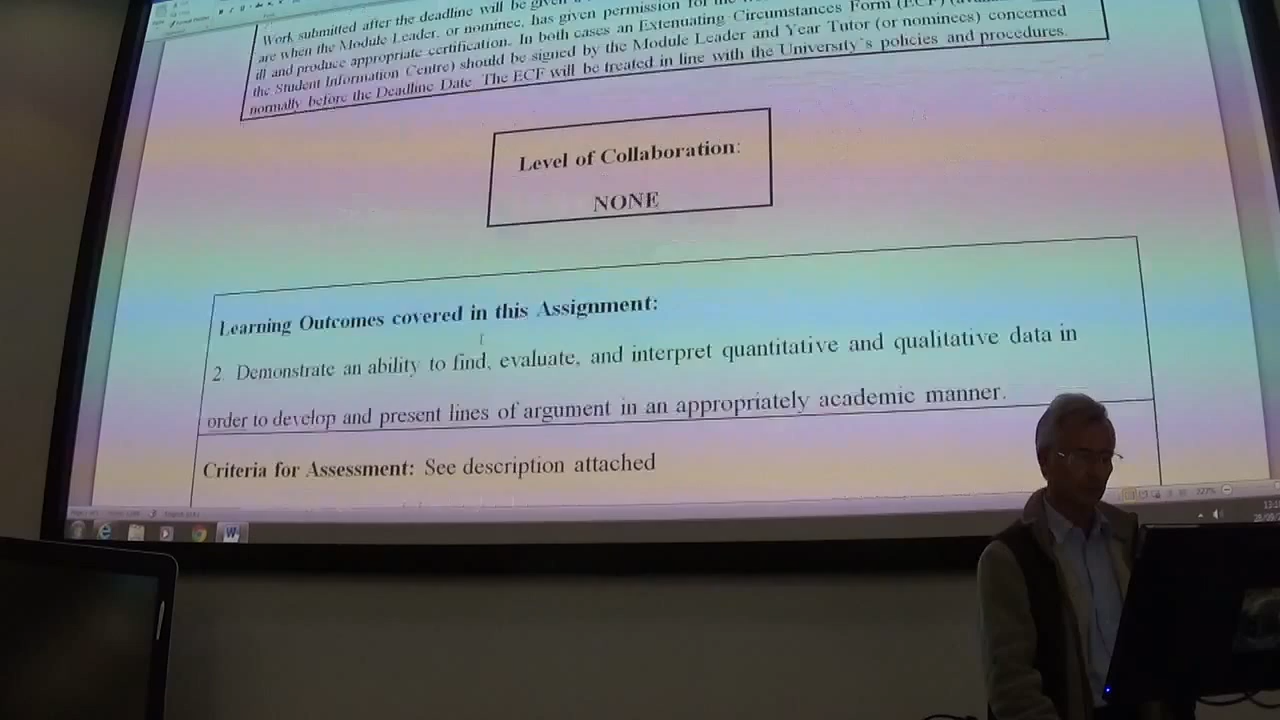 Work submitted after the deadline will be given
are when the Module Leader, or nominee, has given permission for the
ill and produce appropriate certification. In both cases an Extenuating Circumstances Form (ECF)
the Student Information Centre) should be signed by the Module Leader and Year Tutor (or nominees) concerned
normally before the Deadline Date. The ECF will be treated in line with the University's policies and procedures.
Level of Collaboration:
NONE
Learning Outcomes covered in this Assignment:
2. Demonstrate an ability to find, evaluate, and interpret quantitative and qualitative data in
order to develop and present lines of argument in an appropriately academic manner.
Criteria for Assessment: See description attached
227%